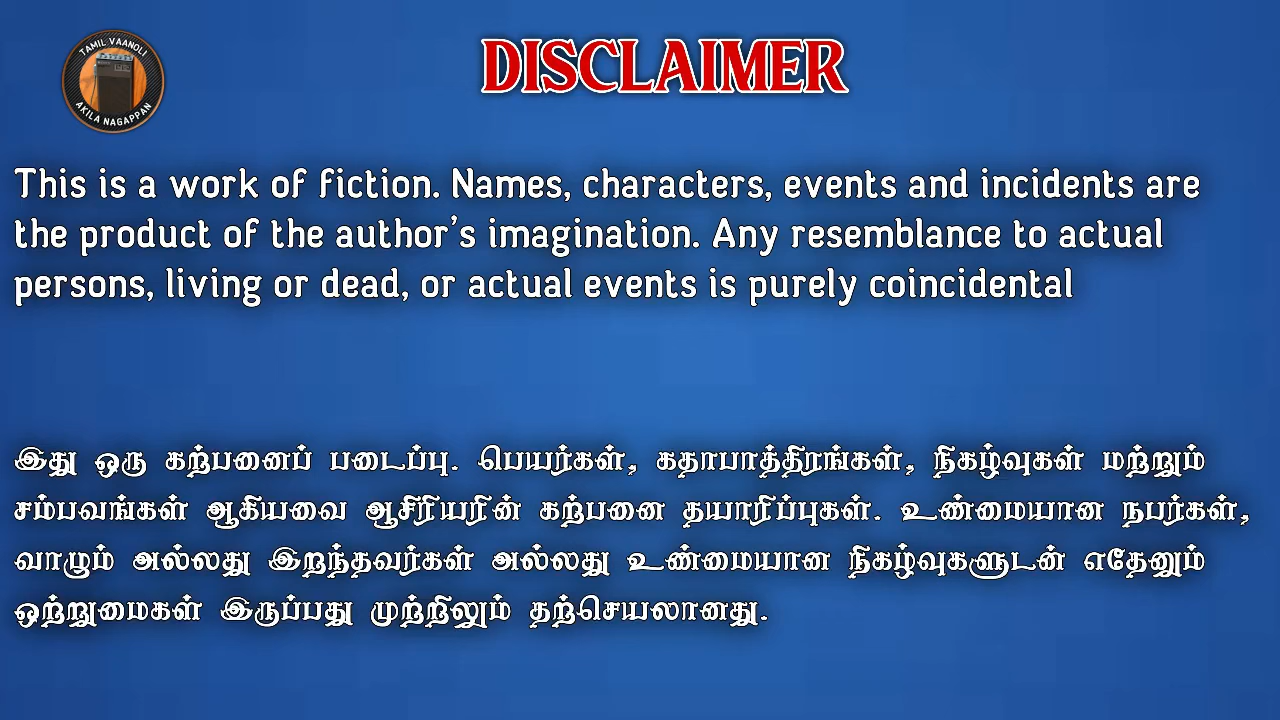 TAMIL VAANOLI
AKILA NAGAPPAN
DISCLAIMER
This is a work of fiction. Names, characters, events and incidents are
the product of the author's imagination. Any resemblance to actual
persons, living or dead, or actual events is purely coincidental
இது ஒரு கற்பனைப் படைப்பு. பெயர்கள், கதாபாத்திரங்கள், நிகழ்வுகள் மற்றும்
சம்பவங்கள் ஆகியவை ஆசிரியரின் கற்பனை தயாரிப்புகள். உண்மையான நபர்கள்,
வாழும் அல்லது இறந்தவர்கள் அல்லது உண்மையான நிகழ்வுகளுடன் ஏதேனும்
ஒற்றுமைகள் இருப்பது முற்றிலும் தற்செயலானது.